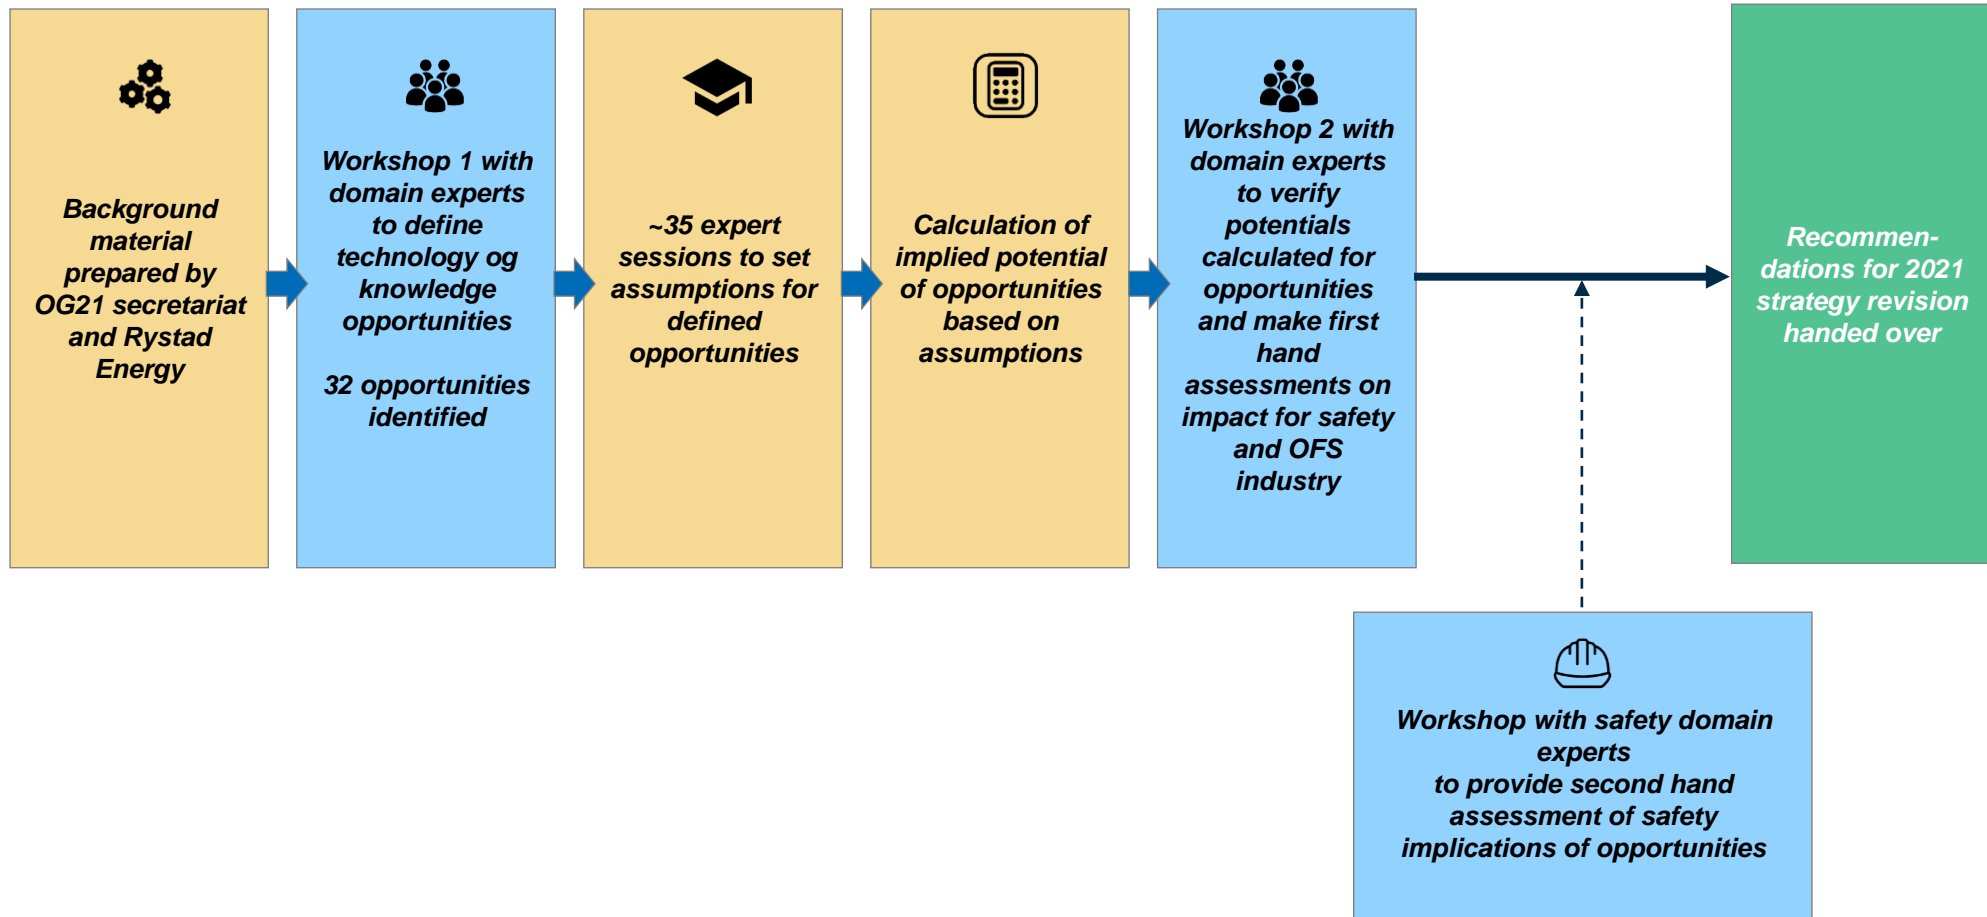 Background
material
prepared by
OG21 secretariat
and Rystad
Energy
Workshop 1 with
domain experts
to define
technology og
knowledge
opportunities
32 opportunities
identified
~35 expert
sessions to set
assumptions for
defined
opportunities
Calculation of
implied potential
of opportunities
based on
assumptions
Workshop 2 with
domain experts
to verify
potentials
calculated for
opportunities
and make first
hand
assessments on
impact for safety
and OFS
industry
Recommen-
dations for 2021
strategy revision
handed over
Workshop with safety domain
experts
to provide second hand
assessment of safety
implications of opportunities